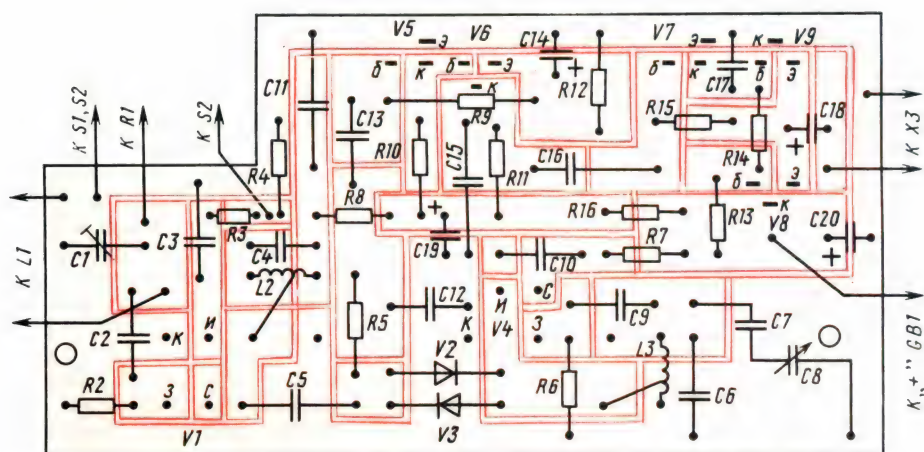 V5 Э V6 C14 V7 Э К V9
б К б Э б К C17 б Э
C11 C13 К R9 R12 R15 C18
К S1, S2 К R1 К S2 R4 R10 C15 R11 C16 R14 К K3
б Э
К
R3 R8 C19 R16 R13 V8 C20
К L1 C1 C3 C4 L2 C10 R7
C2 К И R5 C12 К И V4 С З C9 C7 К „+" GB1
V2 L3 C8
R2 З С C5 V3 R6 C6
V1
+
+
+
+